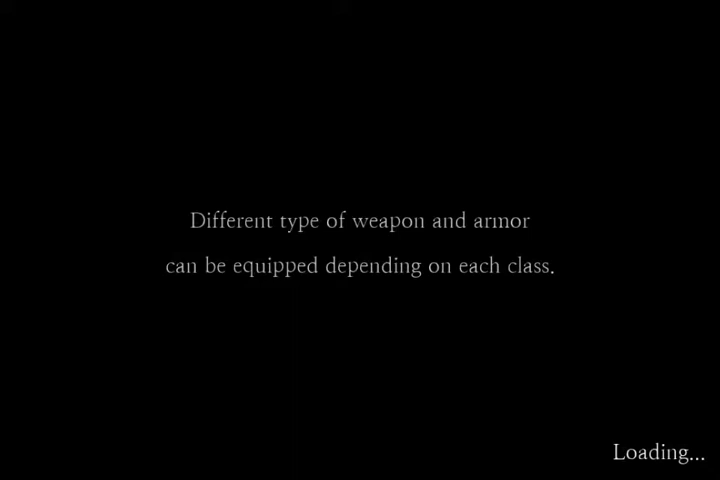 Different type of weapon and armor
can be equipped depending on each class.
Loading...